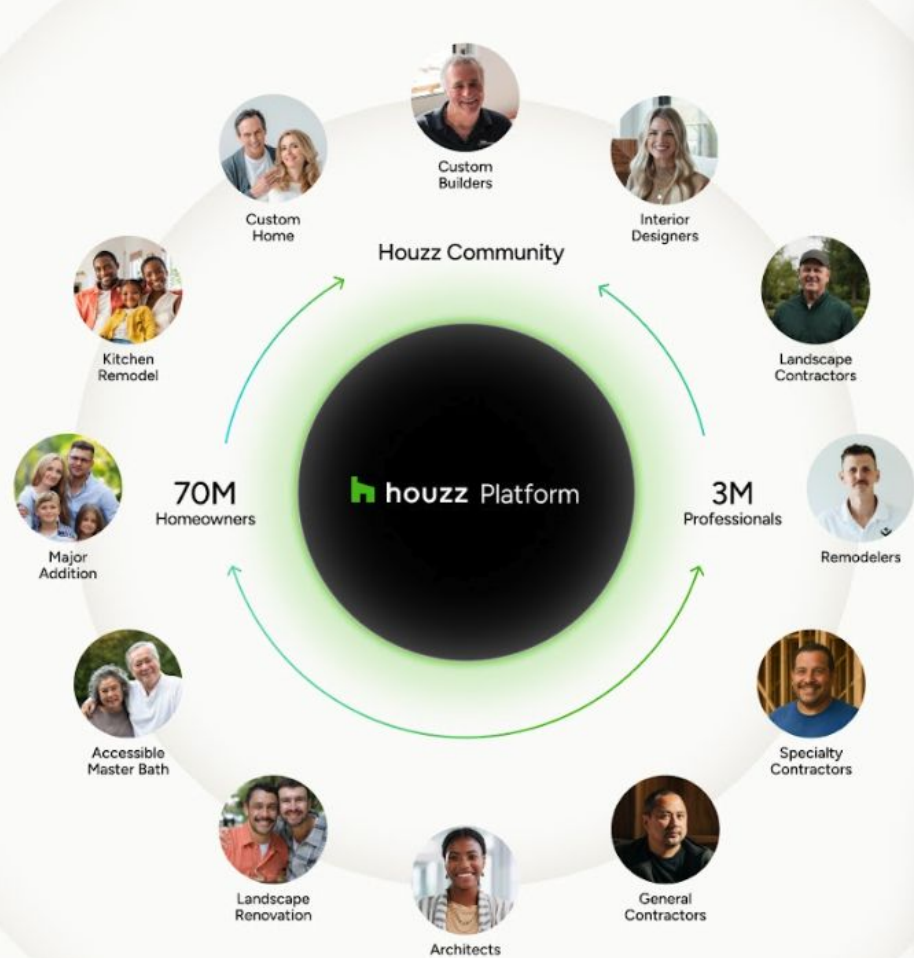 Custom
Builders
Custom
Home
Interior
Designers
Houzz Community
Kitchen
Remodel
Landscape
Contractors
houzz Platform
70M
Homeowners
3M
Professionals
Major
Addition
Remodelers
Accessible
Master Bath
Specialty
Contractors
Landscape
Renovation
General
Contractors
Architects